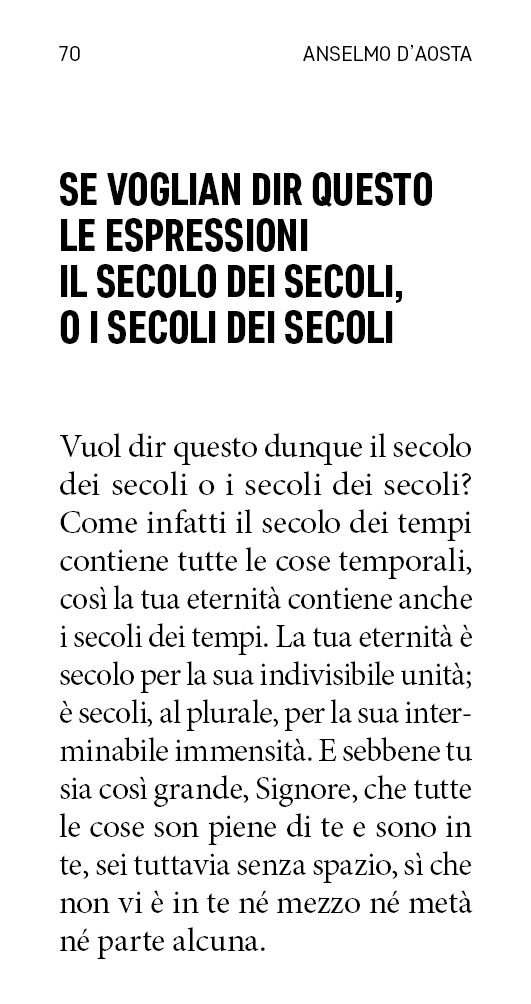 70 ANSELMO D'AOSTA
SE VOGLIAN DIR QUESTO
LE ESPRESSIONI
IL SECOLO DEI SECOLI,
O I SECOLI DEI SECOLI
Vuol dir questo dunque il secolo
dei secoli o i secoli dei secoli?
Come infatti il secolo dei tempi
contiene tutte le cose temporali,
così la tua eternità contiene anche
i secoli dei tempi. La tua eternità è
secolo per la sua indivisibile unità;
è secoli, al plurale, per la sua inter-
minabile immensità. E sebbene tu
sia così grande, Signore, che tutte
le cose son piene di te e sono in
te, sei tuttavia senza spazio, sì che
non vi è in te né mezzo né metà
né parte alcuna.